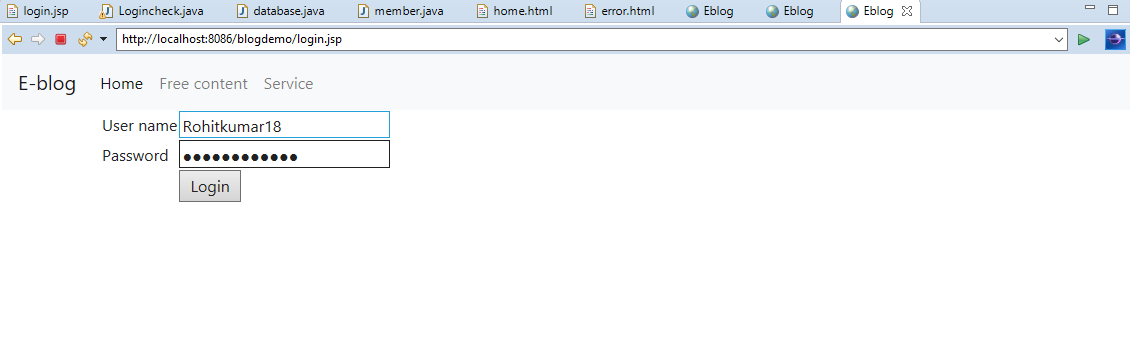 login.jsp Logincheck.java database.java member.java home.html error.html Eblog Eblog Eblog
http://localhost:8086/blogdemo/login.jsp
E-blog Home Free content Service
User name Rohitkumar18
Password ●●●●●●●●●●●●
Login